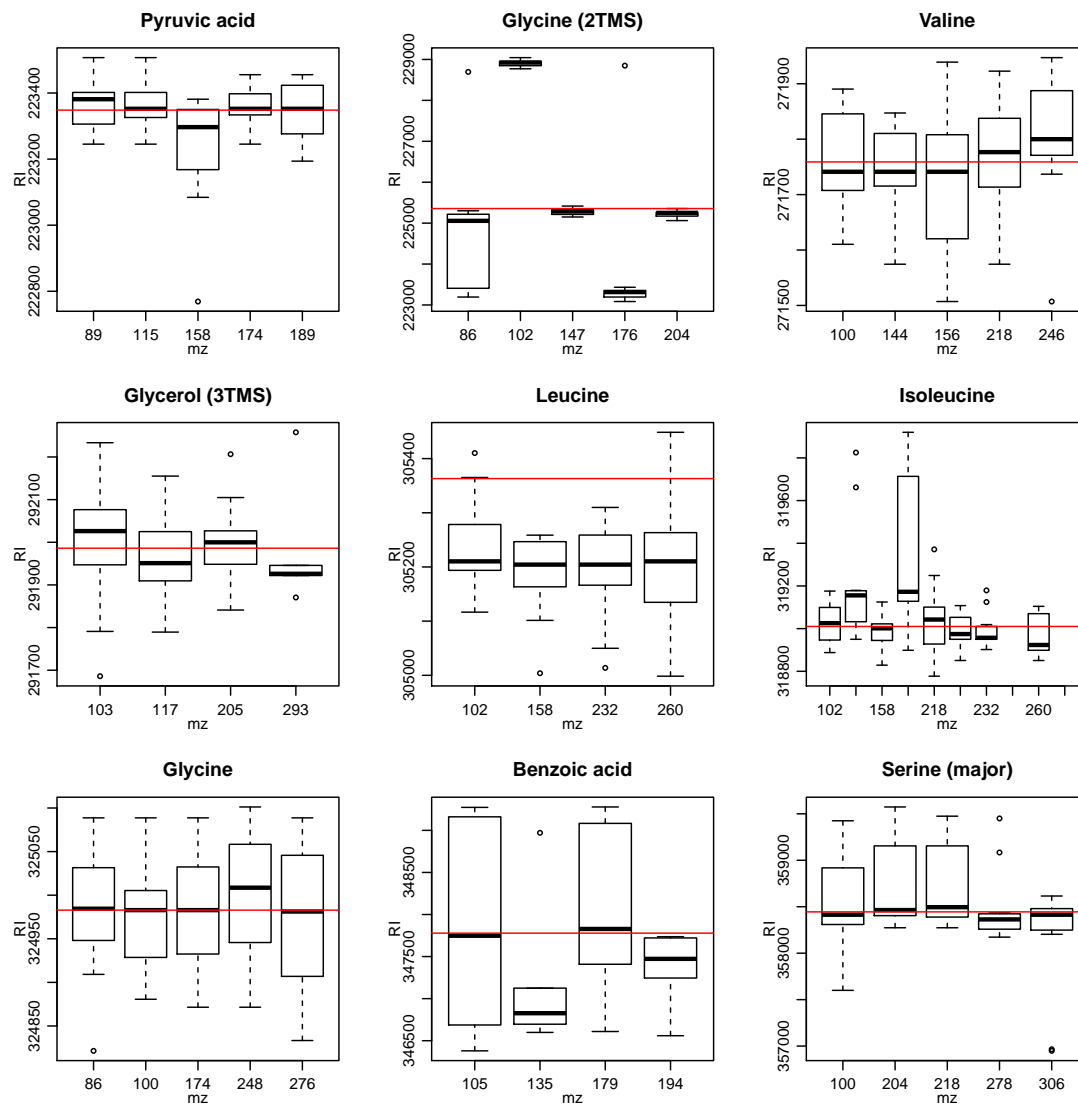 Pyruvic acid
RI
222800 223000 223200 223400
89 115 158 174 189
mz
Glycine (2TMS)
RI
223000 225000 227000 229000
86 102 147 176 204
mz
Valine
RI
271500 271700 271900
100 144 156 218 246
mz
Glycerol (3TMS)
RI
291700 291900 292100
103 117 205 293
mz
Leucine
RI
305000 305200 305400
102 158 232 260
mz
Isoleucine
RI
318800 319200 319600
102 158 218 232 260
mz
Glycine
RI
324850 324950 325050
86 100 174 248 276
mz
Benzoic acid
RI
346500 347500 348500
105 135 179 194
mz
Serine (major)
RI
357000 358000 359000
100 204 218 278 306
mz